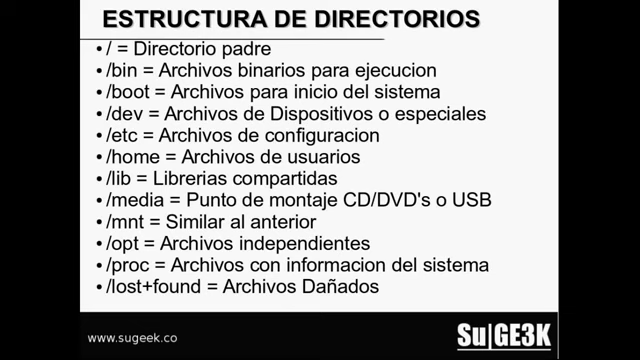 ESTRUCTURA DE DIRECTORIOS
• / = Directorio padre
• /bin = Archivos binarios para ejecucion
• /boot = Archivos para inicio del sistema
• /dev = Archivos de Dispositivos o especiales
• /etc = Archivos de configuracion
• /home = Archivos de usuarios
• /lib = Librerias compartidas
• /media = Punto de montaje CD/DVD's o USB
• /mnt = Similar al anterior
• /opt = Archivos independientes
• /proc = Archivos con informacion del sistema
• /lost+found = Archivos Dañados
www.sugeek.co
Su|GE3K